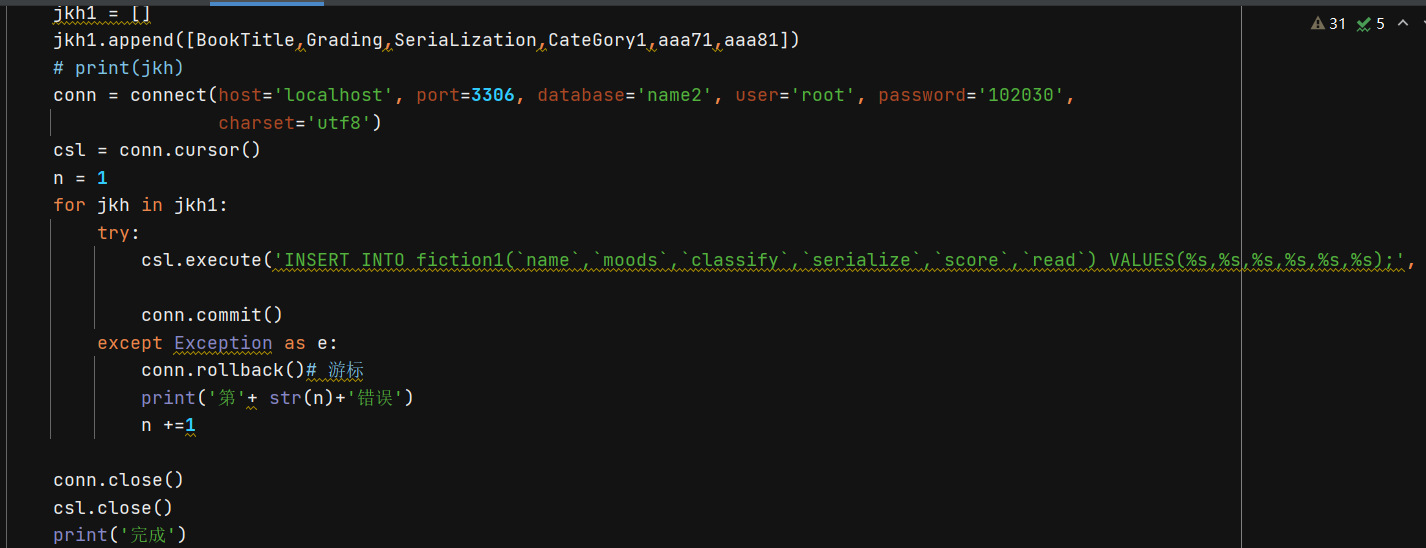 31 5
jkh1 = []
jkh1.append([BookTitle,Grading,SeriaLization,CateGory1,aaa71,aaa81])
# print(jkh)
conn = connect(host='localhost', port=3306, database='name2', user='root', password='102030',
charset='utf8')
csl = conn.cursor()
n = 1
for jkh in jkh1:
try:
csl.execute('INSERT INTO fiction1(`name`,`moods`,`classify`,`serialize`,`score`,`read`) VALUES(%s,%s,%s,%s,%s,%s);',
conn.commit()
except Exception as e:
conn.rollback()# 游标
print('第'+ str(n)+'错误')
n +=1
conn.close()
csl.close()
print('完成')